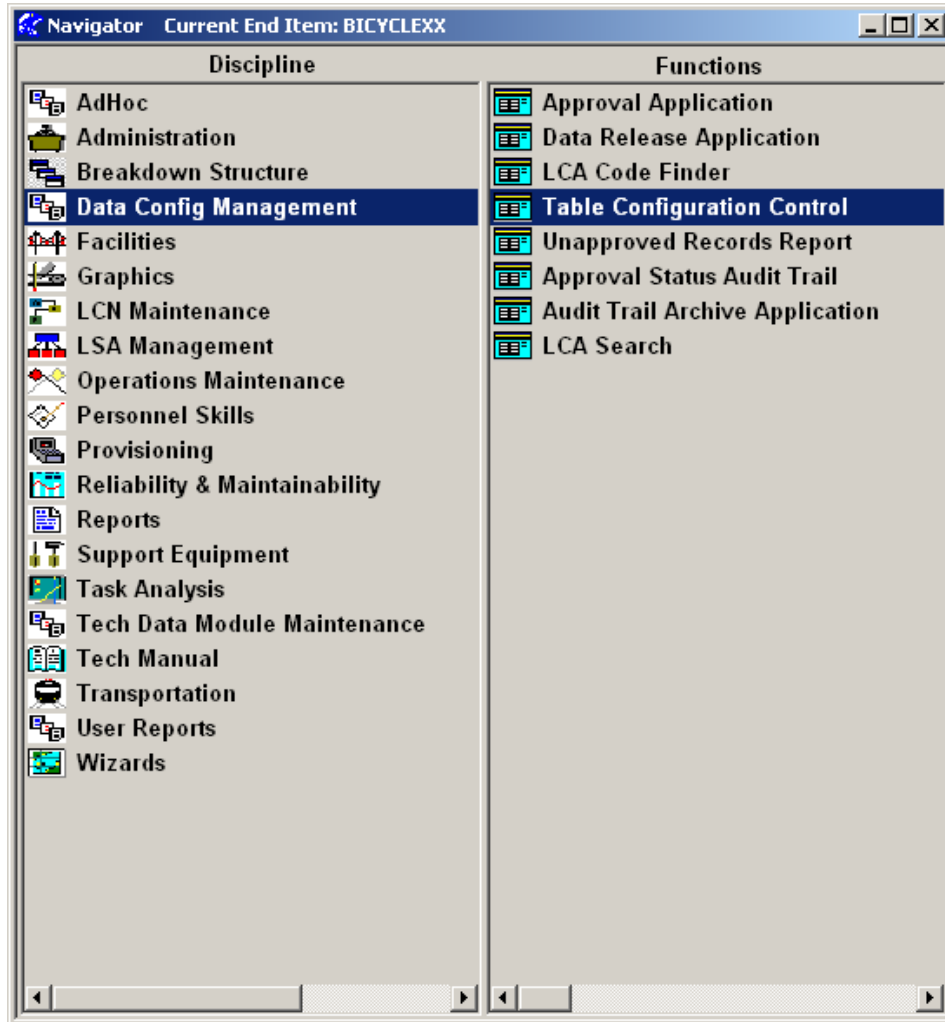 Navigator Current End Item: BICYCLEXX
Discipline
AdHoc
Administration
Breakdown Structure
Data Config Management
Facilities
Graphics
LCN Maintenance
LSA Management
Operations Maintenance
Personnel Skills
Provisioning
Reliability & Maintainability
Reports
Support Equipment
Task Analysis
Tech Data Module Maintenance
Tech Manual
Transportation
User Reports
Wizards
Functions
Approval Application
Data Release Application
LCA Code Finder
Table Configuration Control
Unapproved Records Report
Approval Status Audit Trail
Audit Trail Archive Application
LCA Search